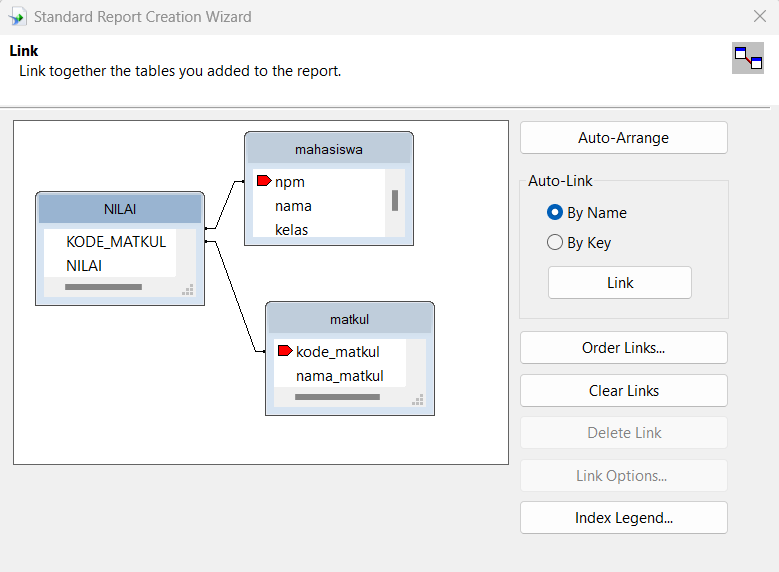 Standard Report Creation Wizard
Link
Link together the tables you added to the report.
mahasiswa
npm
nama
kelas
NILAI
KODE_MATKUL
NILAI
matkul
kode_matkul
nama_matkul
Auto-Arrange
Auto-Link
By Name
By Key
Link
Order Links...
Clear Links
Delete Link
Link Options...
Index Legend...